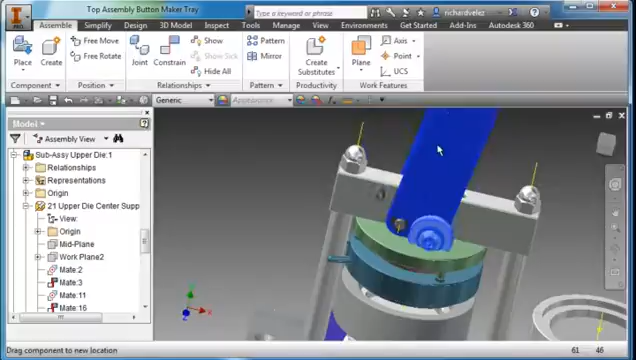 Top Assembly Button Maker Tray
Type a keyword or phrase
richardvelez
Assemble Design 3D Model Inspect Tools Manage View Environments Get Started Add-Ins Autodesk 360
Place
Create
Free Move
Free Rotate
Joint
Constrain
Show
Show Sick
Hide All
Pattern
Mirror
Create
Substitutes
Plane
Axis
Point
UCS
Component Position Relationships Pattern Productivity Work Features
Generic
Appearance
Model
Assembly View
Sub-Assy Upper Die:1
Relationships
Representations
Origin
21 Upper Die Center Supp
View:
Origin
Mid-Plane
Work Plane2
Mate:2
Mate:3
Mate:11
Mate:16
Drag component to new location
61 46